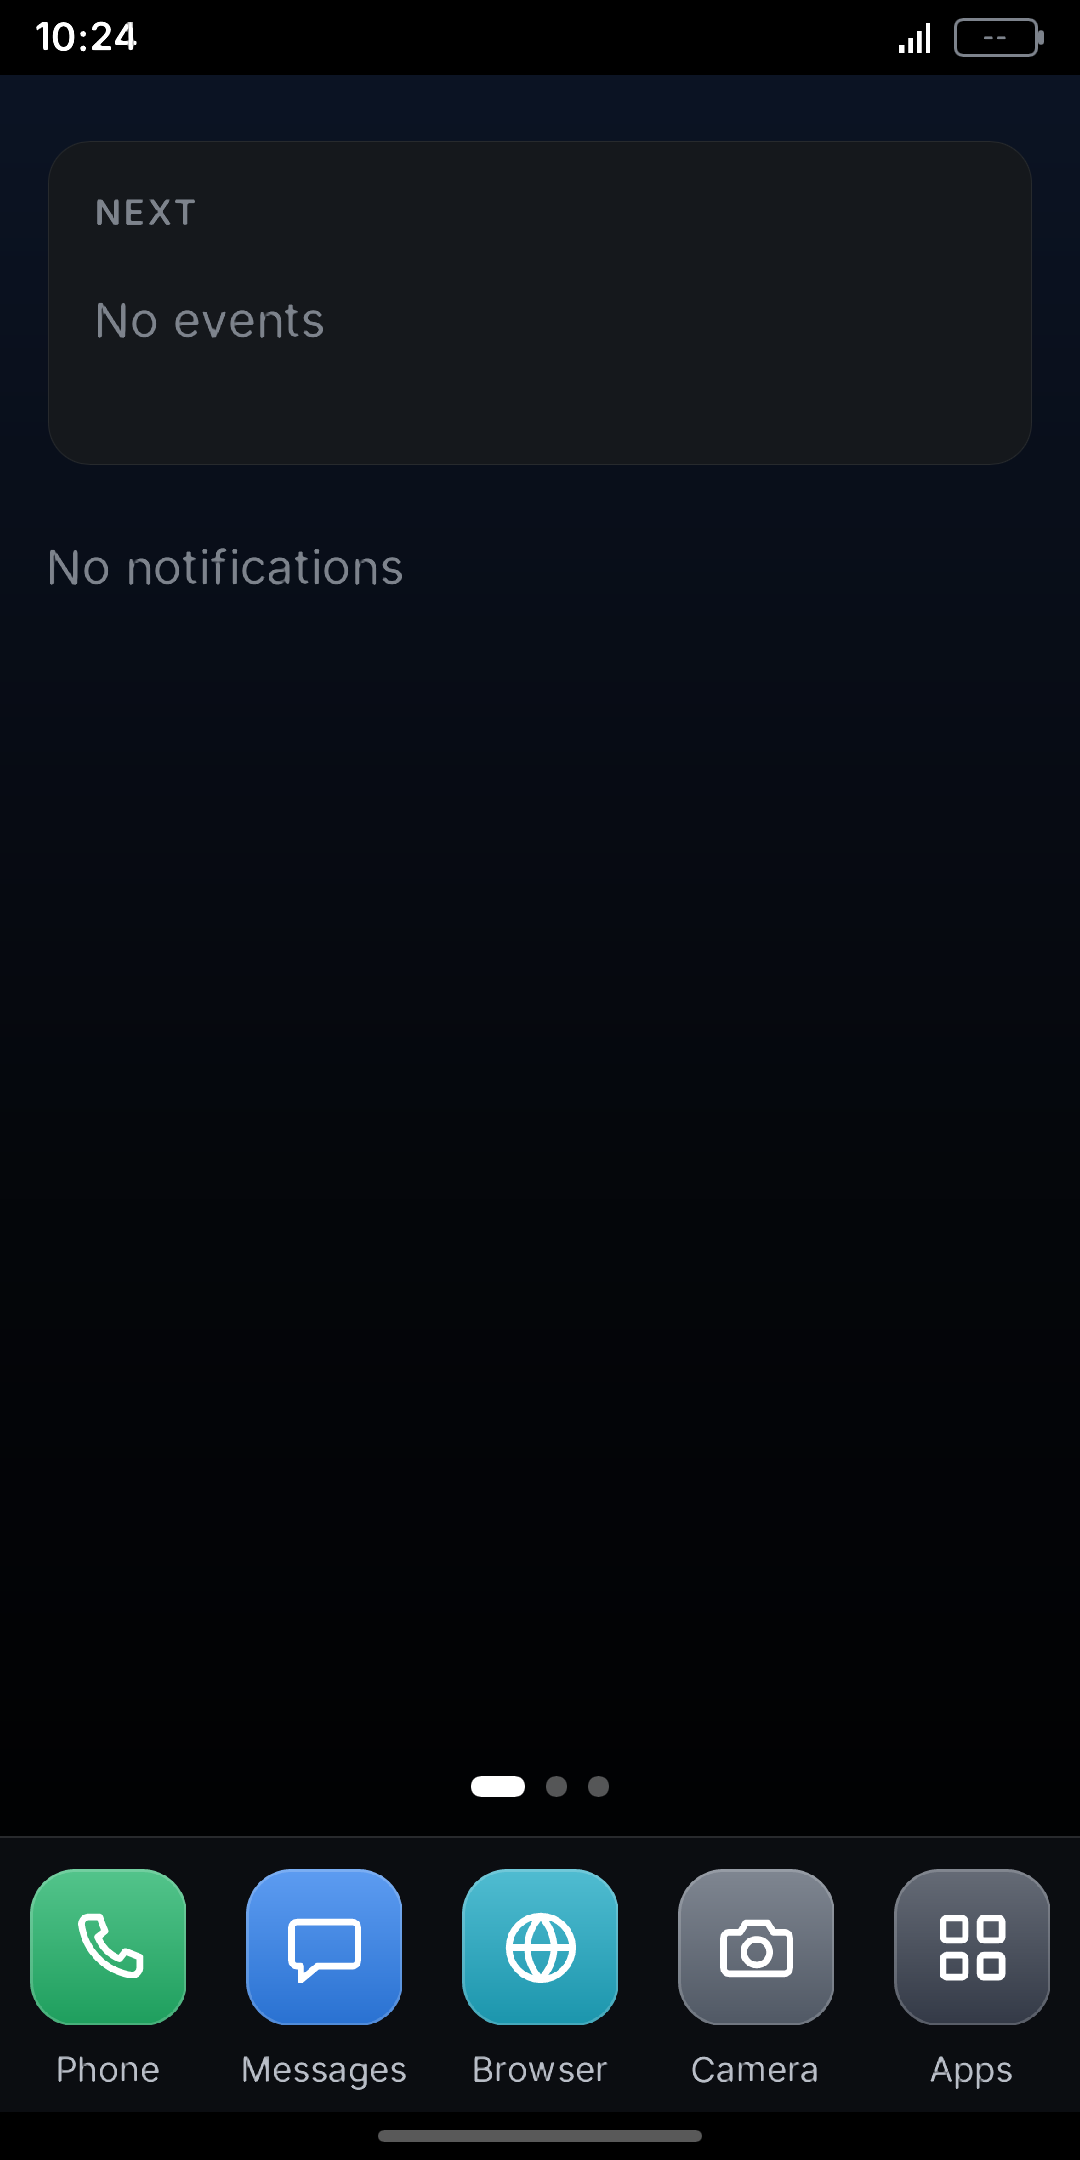 10:24
--
NEXT
No events
No notifications
Phone
Messages
Browser
Camera
Apps